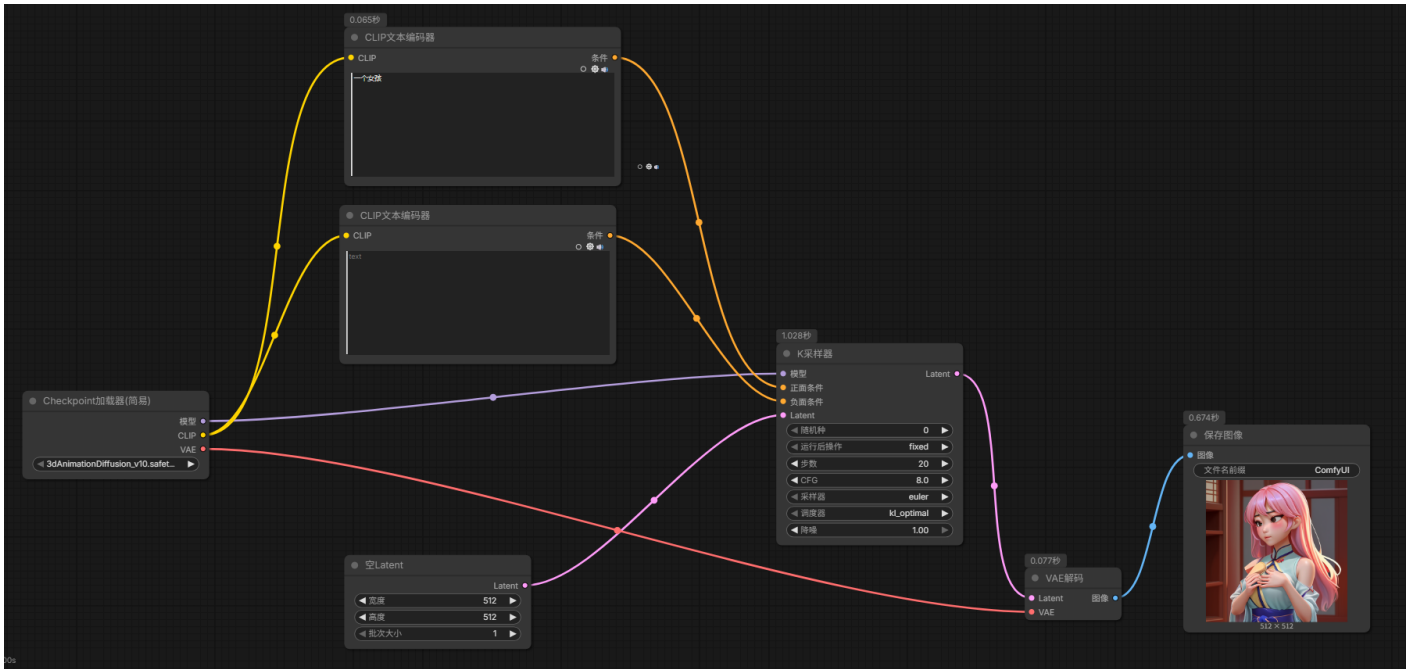 0.065秒
CLIP文本编码器
CLIP
条件
一个女孩
CLIP文本编码器
CLIP
条件
text
Checkpoint加载器(简易)
模型
CLIP
VAE
3dAnimationDiffusion_v10.safet...
空Latent
Latent
宽度 512
高度 512
批次大小 1
1.028秒
K采样器
模型 Latent
正面条件
负面条件
Latent
随机种 0
运行后操作 fixed
步数 20
CFG 8.0
采样器 euler
调度器 kl_optimal
降噪 1.00
0.077秒
VAE解码
Latent 图像
VAE
0.674秒
保存图像
图像
文件名前缀 ComfyUI
512 × 512
00s